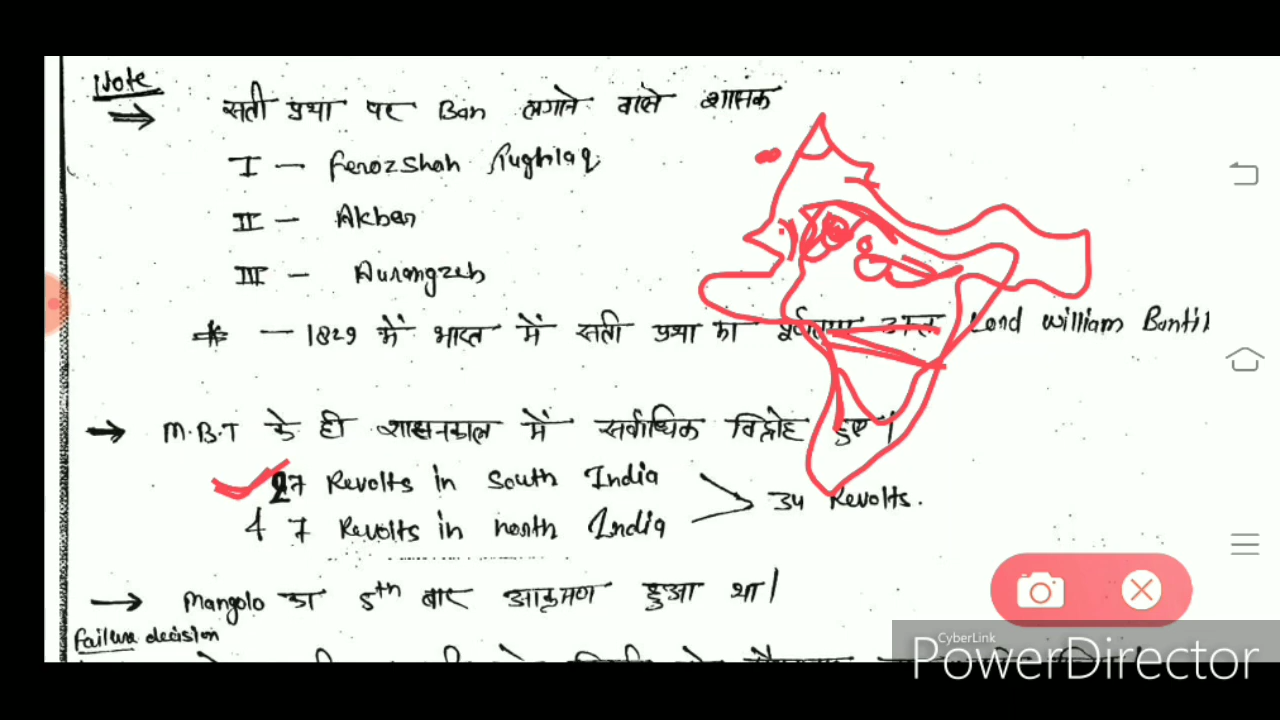 Note
→ सती प्रथा पर Ban लगाने वाले शासक
I — Ferozshah Tughlaq
II — Akbar
III — Aurangzeb
* — 1829 में भारत में सती प्रथा का Lord William Bantil
→ M.B.T के ही शासनकाल में सर्वाधिक विद्रोह हुए।
27 Revolts in South India
7 Revolts in north India
34 Revolts.
→ Mangolo का 5th बार आक्रमण हुआ था।
Failure decision
CyberLink
PowerDirector